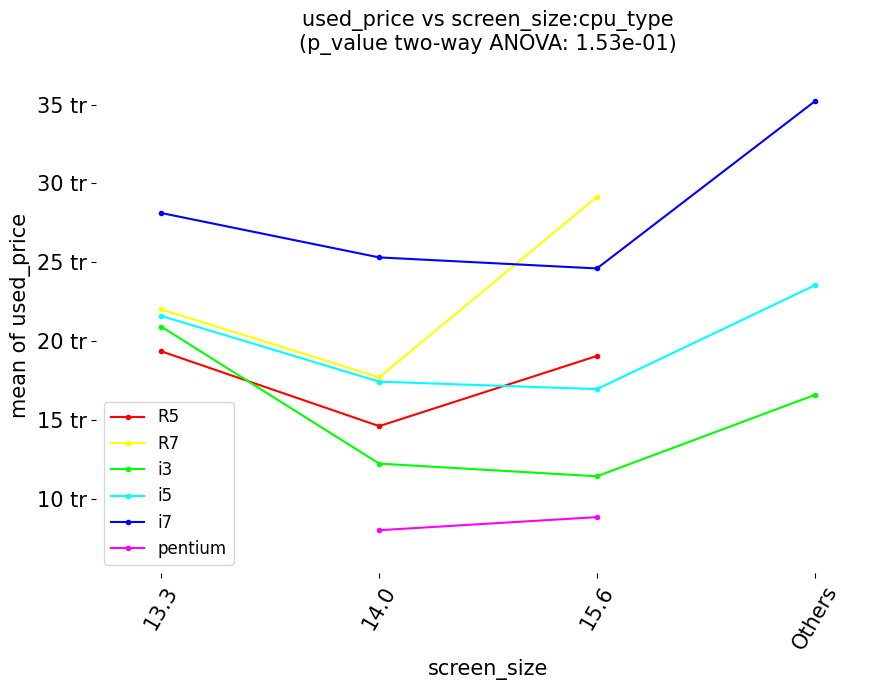 used_price vs screen_size:cpu_type
(p_value two-way ANOVA: 1.53e-01)
mean of used_price
35 tr
30 tr
25 tr
20 tr
15 tr
10 tr
R5
R7
i3
i5
i7
pentium
13.3
14.0
15.6
Others
screen_size